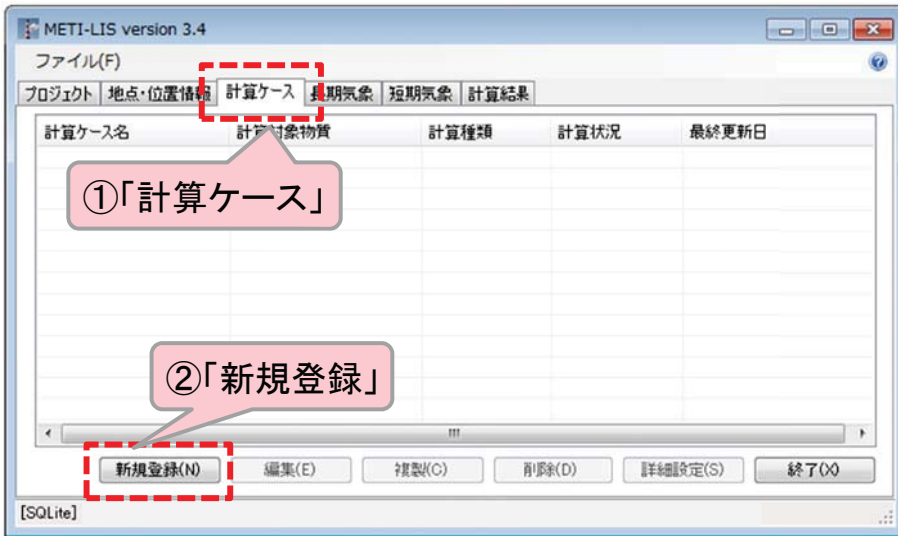 METI-LIS version 3.4
ファイル(F)
プロジェクト 地点・位置情報 計算ケース 長期気象 短期気象 計算結果
計算ケース名 計算対象物質 計算種類 計算状況 最終更新日
①「計算ケース」
②「新規登録」
新規登録(N) 編集(E) 複製(C) 削除(D) 詳細設定(S) 終了(X)
[SQLite]